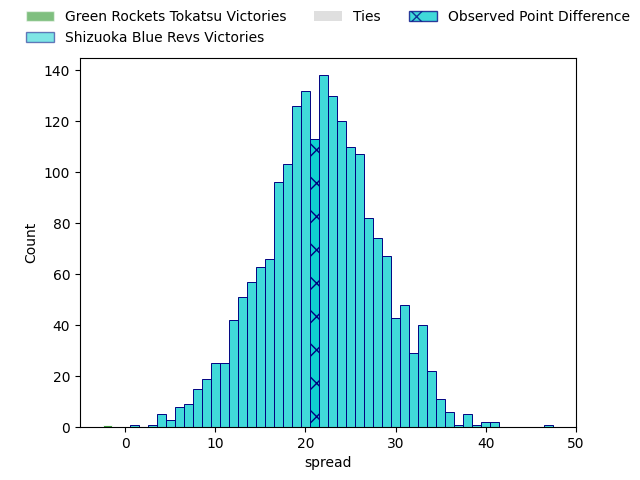 Green Rockets Tokatsu Victories
Ties
Observed Point Difference
Shizuoka Blue Revs Victories
140
120
100
80
60
40
20
0
Count
0 10 20 30 40 50
spread